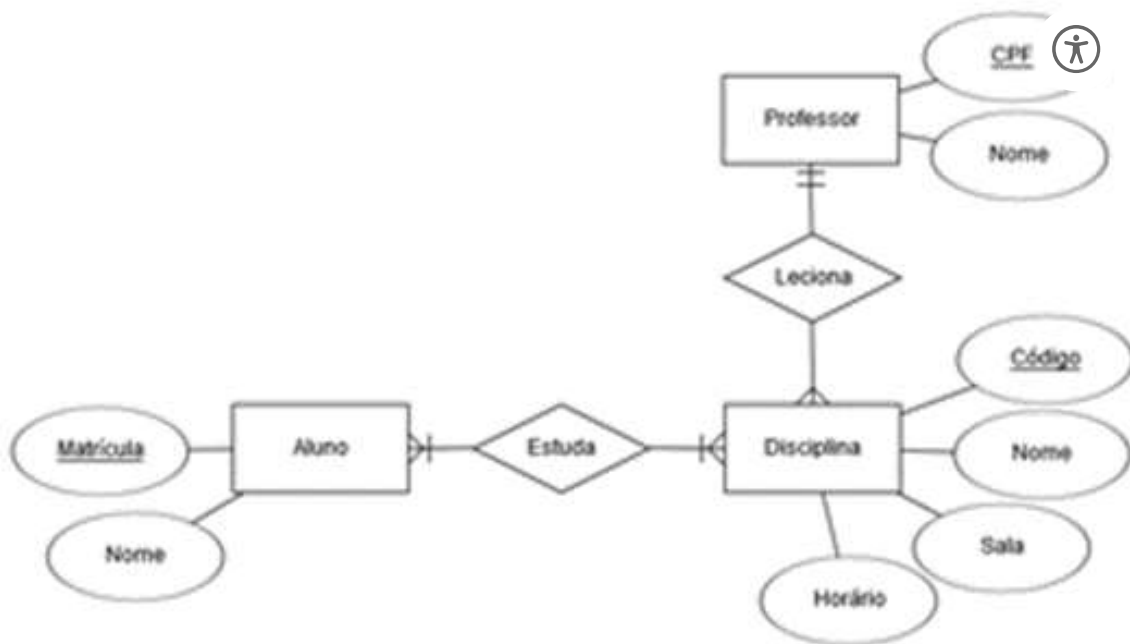 CPF
Professor
Nome
Leciona
Código
Matrícula
Aluno
Estuda
Disciplina
Nome
Nome
Sala
Horário